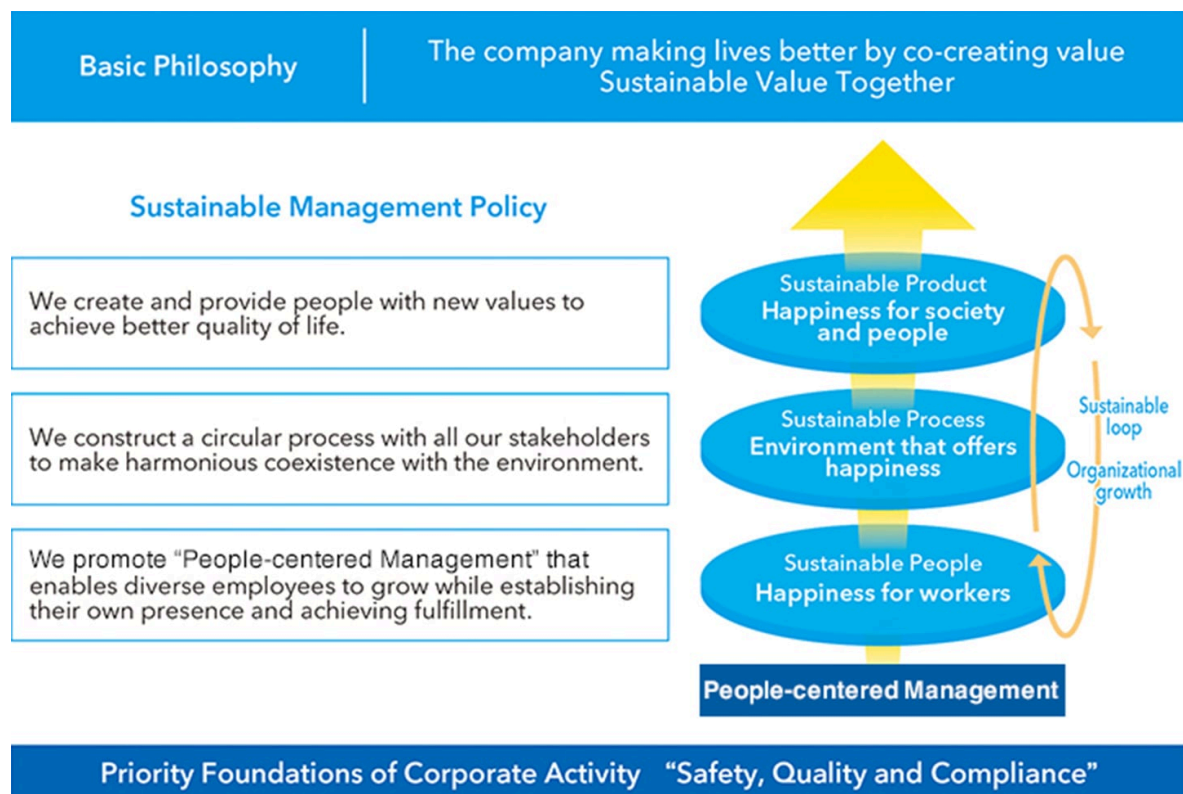 Basic Philosophy
The company making lives better by co-creating value
Sustainable Value Together
Sustainable Management Policy
We create and provide people with new values to
achieve better quality of life.
Sustainable Product
Happiness for society
and people
We construct a circular process with all our stakeholders
to make harmonious coexistence with the environment.
Sustainable Process
Environment that offers
happiness
Sustainable
loop
Organizational
growth
We promote “People-centered Management” that
enables diverse employees to grow while establishing
their own presence and achieving fulfillment.
Sustainable People
Happiness for workers
People-centered Management
Priority Foundations of Corporate Activity “Safety, Quality and Compliance”